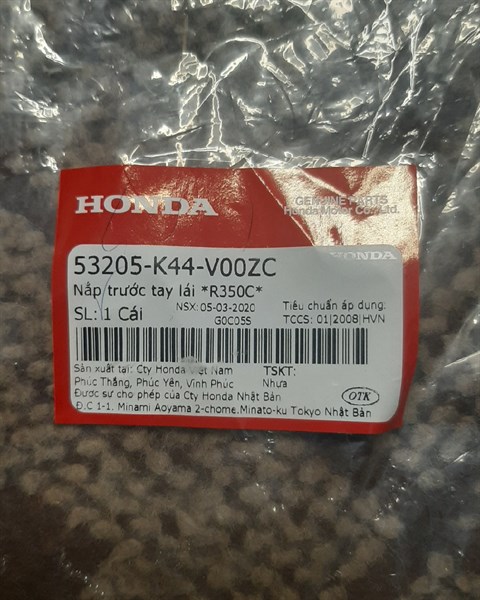 HONDA
GENUINE PARTS
Honda Motor Co., Ltd.
HONDA
53205-K44-V00ZC
Nắp trước tay lái *R350C*
SL: 1 Cái
NSX: 05-03-2020
G0C05S
Tiêu chuẩn áp dụng:
TCCS: 01|2008|HVN
Sản xuất tại: Cty Honda Việt Nam
Phúc Thắng, Phúc Yên, Vĩnh Phúc
TSKT:
Nhựa
Được sự cho phép của Cty Honda Nhật Bản
Đ.C 1-1, Minami Aoyama 2-chome,Minato-ku Tokyo Nhật Bản
OTK